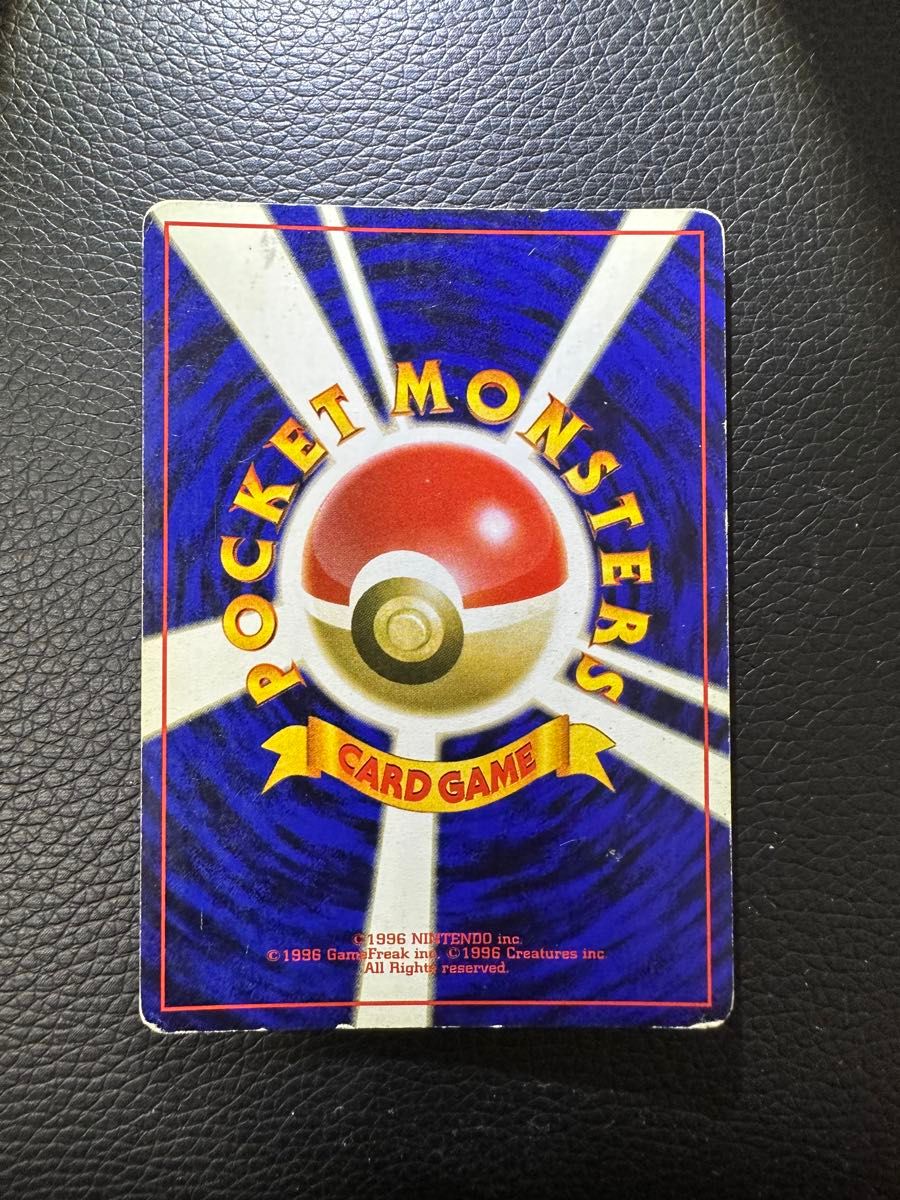 POCKET MONSTERS
CARD GAME
©1996 NINTENDO inc.
©1996 GameFreak inc. ©1996 Creatures inc.
All Rights reserved.